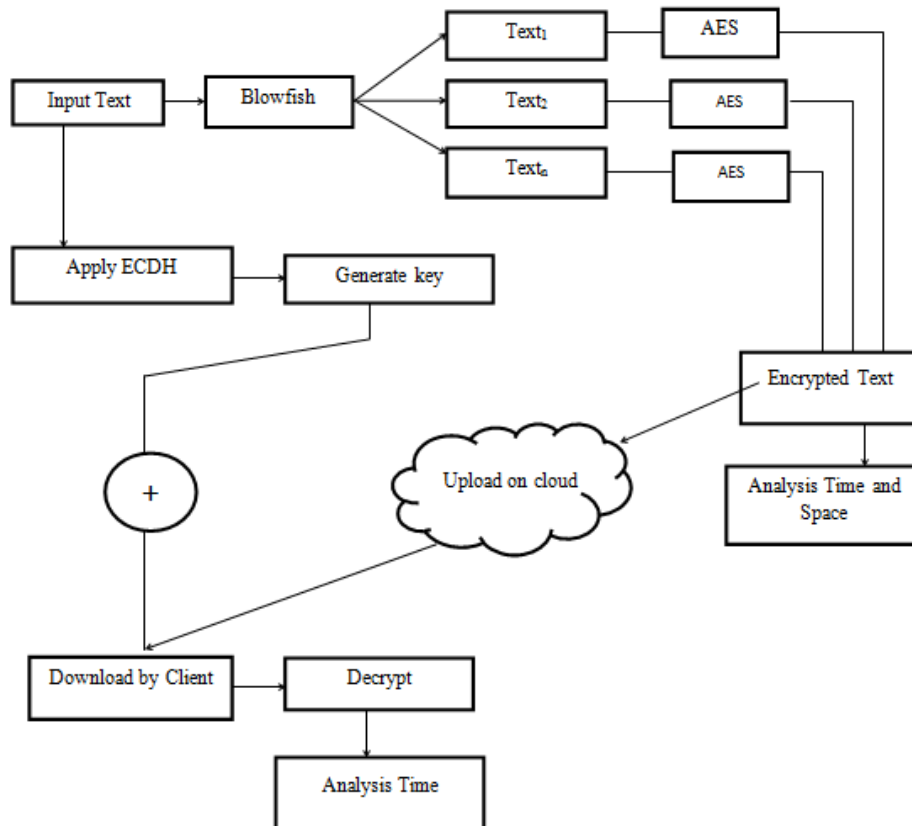 Text₁
AES
Input Text
Blowfish
Text₂
AES
Textₙ
AES
Apply ECDH
Generate key
Encrypted Text
Upload on cloud
+
Analysis Time and
Space
Download by Client
Decrypt
Analysis Time